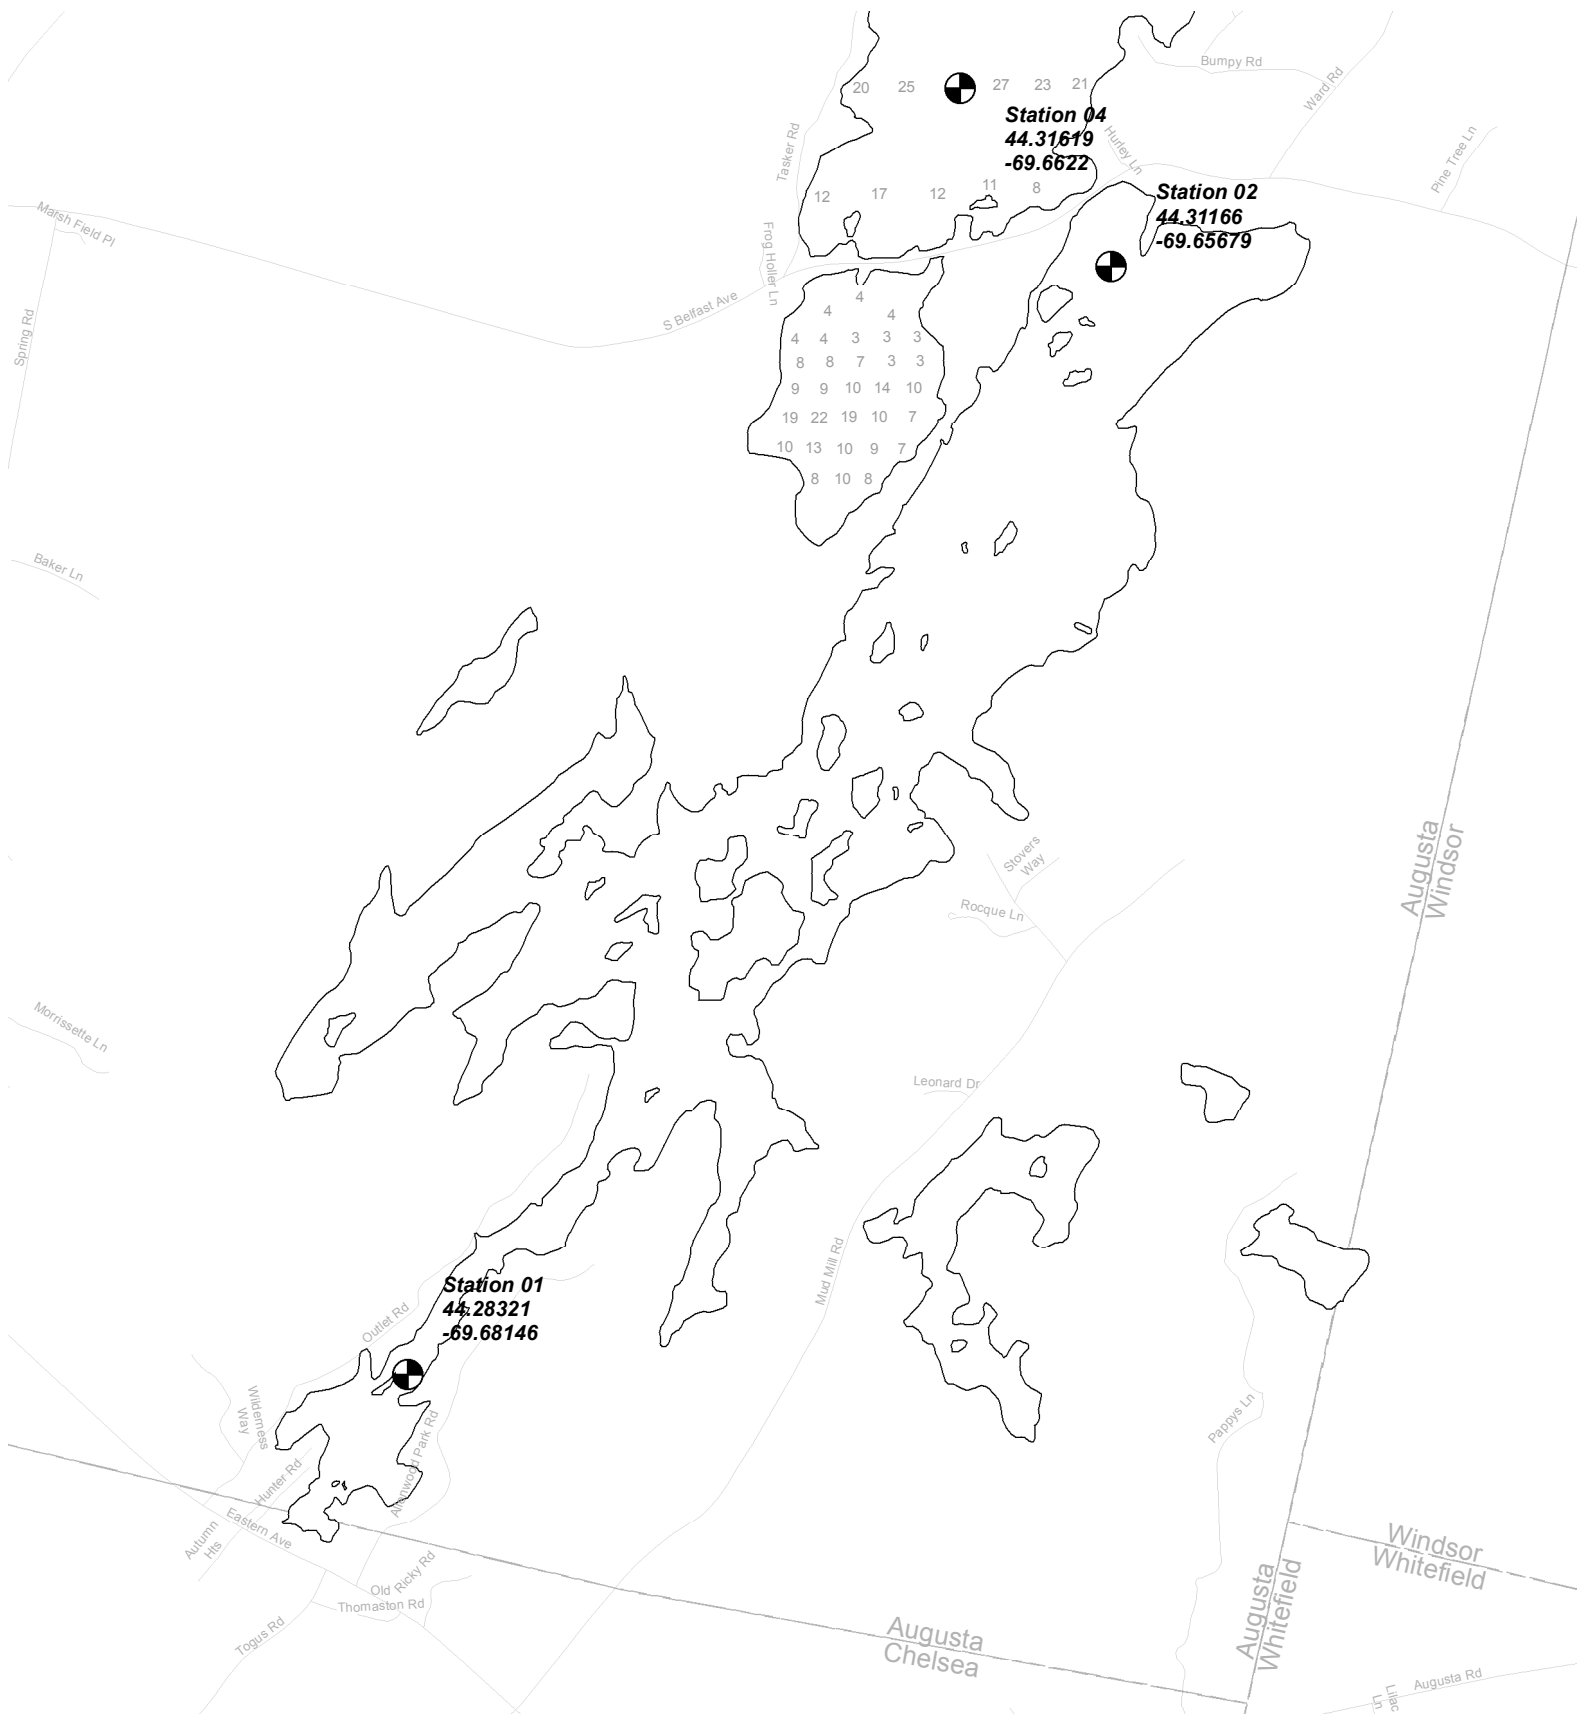 Bumpy Rd
Ward Rd
20 25 27 23 21
Station 04
44.31619
-69.6622
Tasker Rd
Hurley Ln
Pine Tree Ln
12 17 12 11 8
Station 02
44.31166
-69.65679
Marsh Field Pl
Frog Holler Ln
S Belfast Ave
Spring Rd
4
4 4
4 4 3 3 3
8 8 7 3 3
9 9 10 14 10
19 22 19 10 7
10 13 10 9 7
8 10 8
Baker Ln
Stovers
Way
Augusta
Windsor
Rocque Ln
Morrissette Ln
Leonard Dr
Mud Mill Rd
Station 01
44.28321
-69.68146
Outlet Rd
Wilderness
Way
Allenwood Park Rd
Pappys Ln
Hunter Rd
Eastern Ave
Autumn
Hts
Windsor
Whitefield
Old
Ricky Rd
Thomaston Rd
Augusta
Whitefield
Togus Rd
Augusta
Chelsea
Augusta Rd
Lilac
Ln